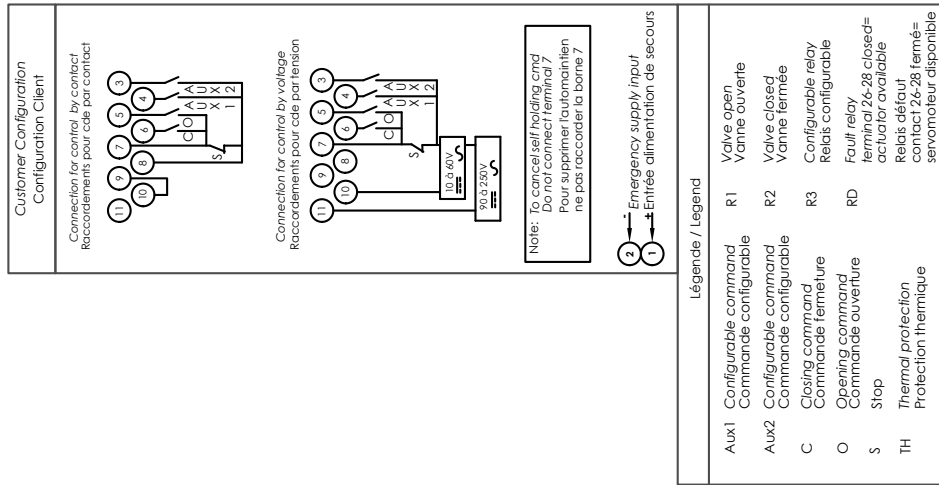 Customer Configuration
Configuration Client
Connection for control by contact
Raccordements pour cde par contact
11
9
7
5
3
10
8
6
4
C O
A A
U U
X X
1 2
S
Connection for control by voltage
Raccordements pour cde par tension
11
9
7
5
3
10
8
6
4
C O
A A
U U
X X
1 2
S
10 à 60V
90 à 250V
Note: To cancel self holding cmd
Do not connect terminal 7
Pour supprimer l'automaintien
ne pas raccorder la borne 7
2 - Emergency supply input
1 ± Entrée alimentation de secours
Légende / Legend
Aux1 Configurable command
Commande configurable
Aux2 Configurable command
Commande configurable
C Closing command
Commande fermeture
O Opening command
Commande ouverture
S Stop
TH Thermal protection
Protection thermique
R1 Valve open
Vanne ouverte
R2 Valve closed
Vanne fermée
R3 Configurable relay
Relais configurable
RD Fault relay
terminal 26-28 closed=
actuator available
Relais défaut
contact 26-28 fermé=
servomoteur disponible